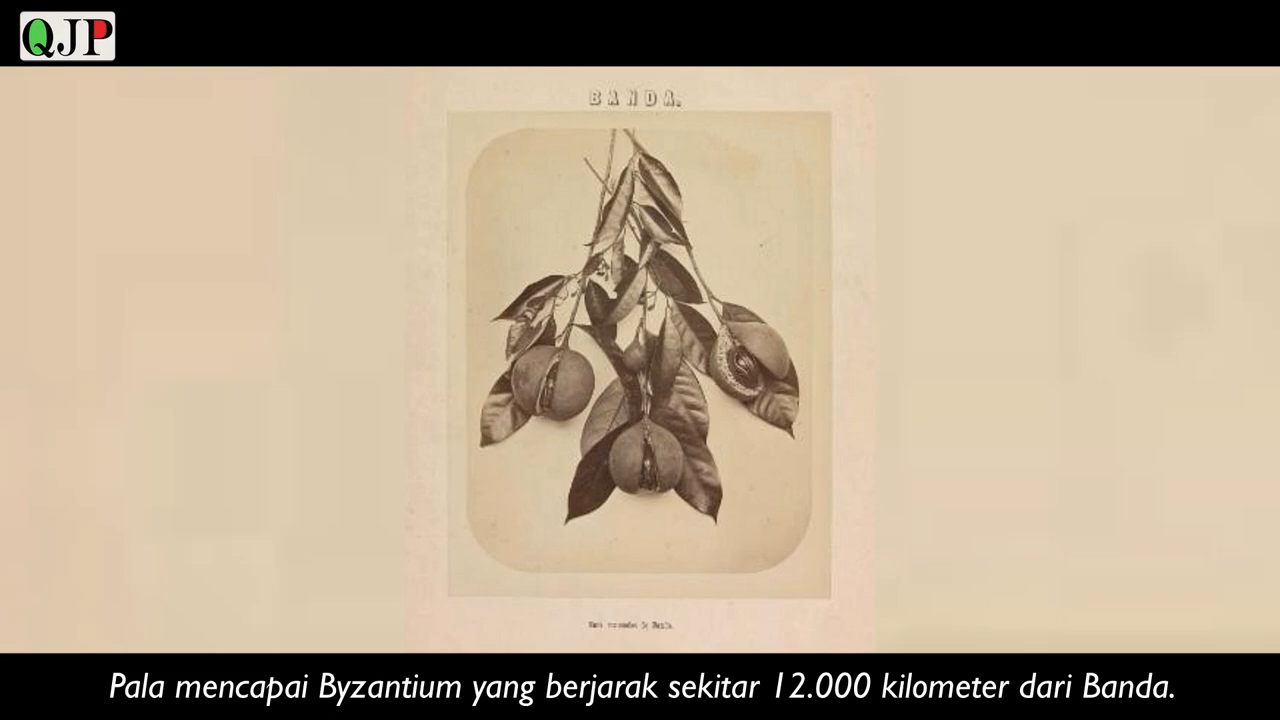 QJP
BANDA.
Pala mencapai Byzantium yang berjarak sekitar 12.000 kilometer dari Banda.